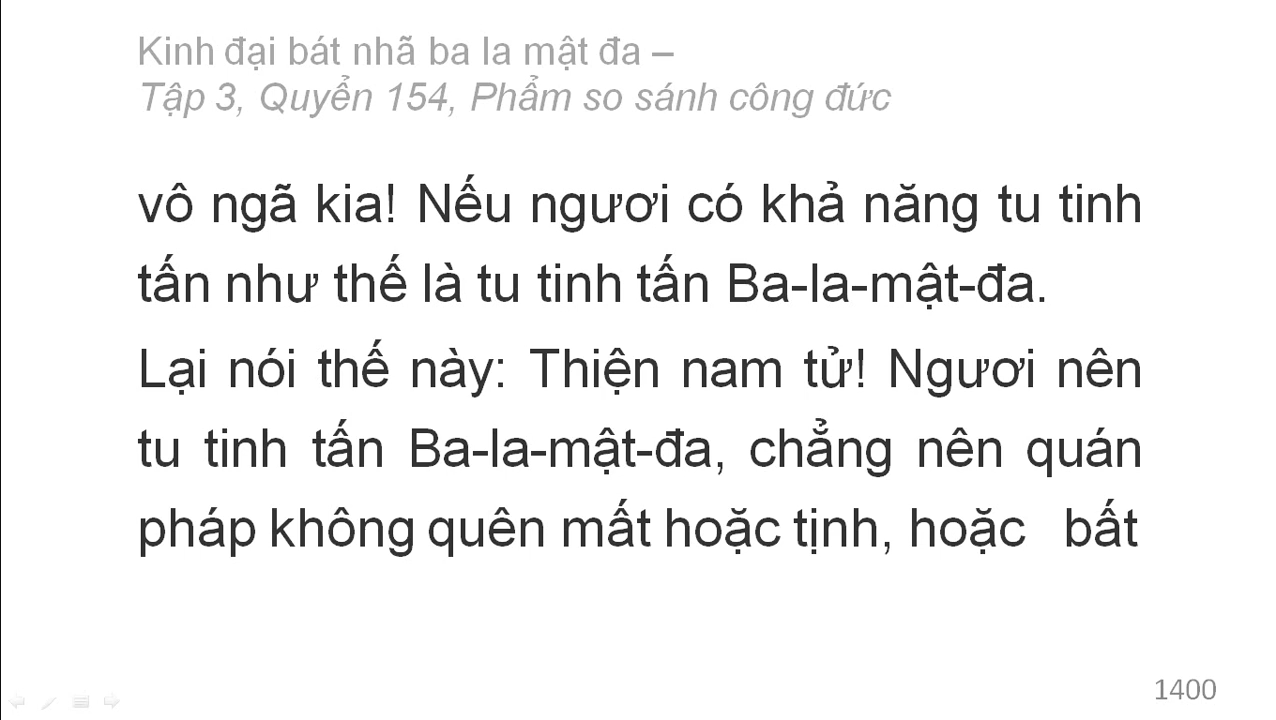 Kinh đại bát nhã ba la mật đa –
Tập 3, Quyển 154, Phẩm so sánh công đức
vô ngã kia! Nếu ngươi có khả năng tu tinh
tấn như thế là tu tinh tấn Ba-la-mật-đa.
Lại nói thế này: Thiện nam tử! Ngươi nên
tu tinh tấn Ba-la-mật-đa, chẳng nên quán
pháp không quên mất hoặc tịnh, hoặc bất
1400